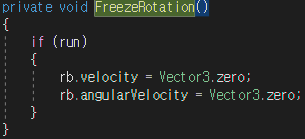 private void FreezeRotation()
{
if (run)
{
rb.velocity = Vector3.zero;
rb.angularVelocity = Vector3.zero;
}
}